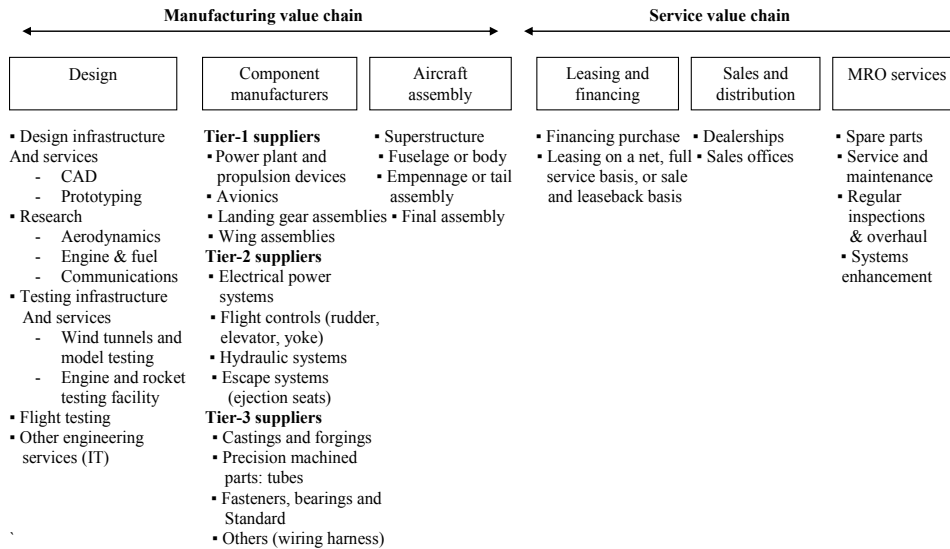 Manufacturing value chain
Service value chain
Design
Component
manufacturers
Aircraft
assembly
Leasing and
financing
Sales and
distribution
MRO services
▪ Design infrastructure
And services
- CAD
- Prototyping
▪ Research
- Aerodynamics
- Engine & fuel
- Communications
▪ Testing infrastructure
And services
- Wind tunnels and
model testing
- Engine and rocket
testing facility
▪ Flight testing
▪ Other engineering
services (IT)
Tier-1 suppliers
▪ Power plant and
propulsion devices
▪ Avionics
▪ Landing gear assemblies
▪ Wing assemblies
Tier-2 suppliers
▪ Electrical power
systems
▪ Flight controls (rudder,
elevator, yoke)
▪ Hydraulic systems
▪ Escape systems
(ejection seats)
Tier-3 suppliers
▪ Castings and forgings
▪ Precision machined
parts: tubes
▪ Fasteners, bearings and
Standard
▪ Others (wiring harness)
▪ Superstructure
▪ Fuselage or body
▪ Empennage or tail
assembly
▪ Final assembly
▪ Financing purchase
▪ Leasing on a net, full
service basis, or sale
and leaseback basis
▪ Dealerships
▪ Sales offices
▪ Spare parts
▪ Service and
maintenance
▪ Regular
inspections
& overhaul
▪ Systems
enhancement
`